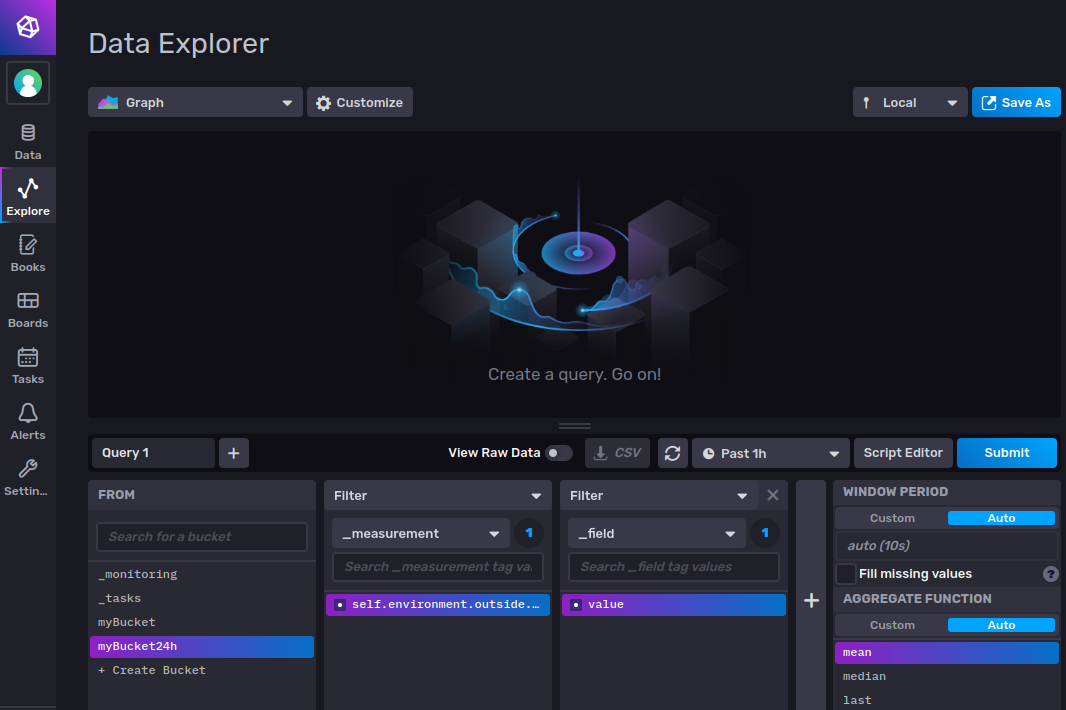 Data Explorer
Graph
Customize
Local
Save As
Data
Explore
Books
Boards
Tasks
Alerts
Settin...
Create a query. Go on!
Query 1
+
View Raw Data
CSV
Past 1h
Script Editor
Submit
FROM
Search for a bucket
_monitoring
_tasks
myBucket
myBucket24h
+ Create Bucket
Filter
_measurement
1
Search _measurement tag va
self.environment.outside.…
Filter
_field
1
Search _field tag values
value
+
WINDOW PERIOD
Custom Auto
auto (10s)
Fill missing values ?
AGGREGATE FUNCTION
Custom Auto
mean
median
last